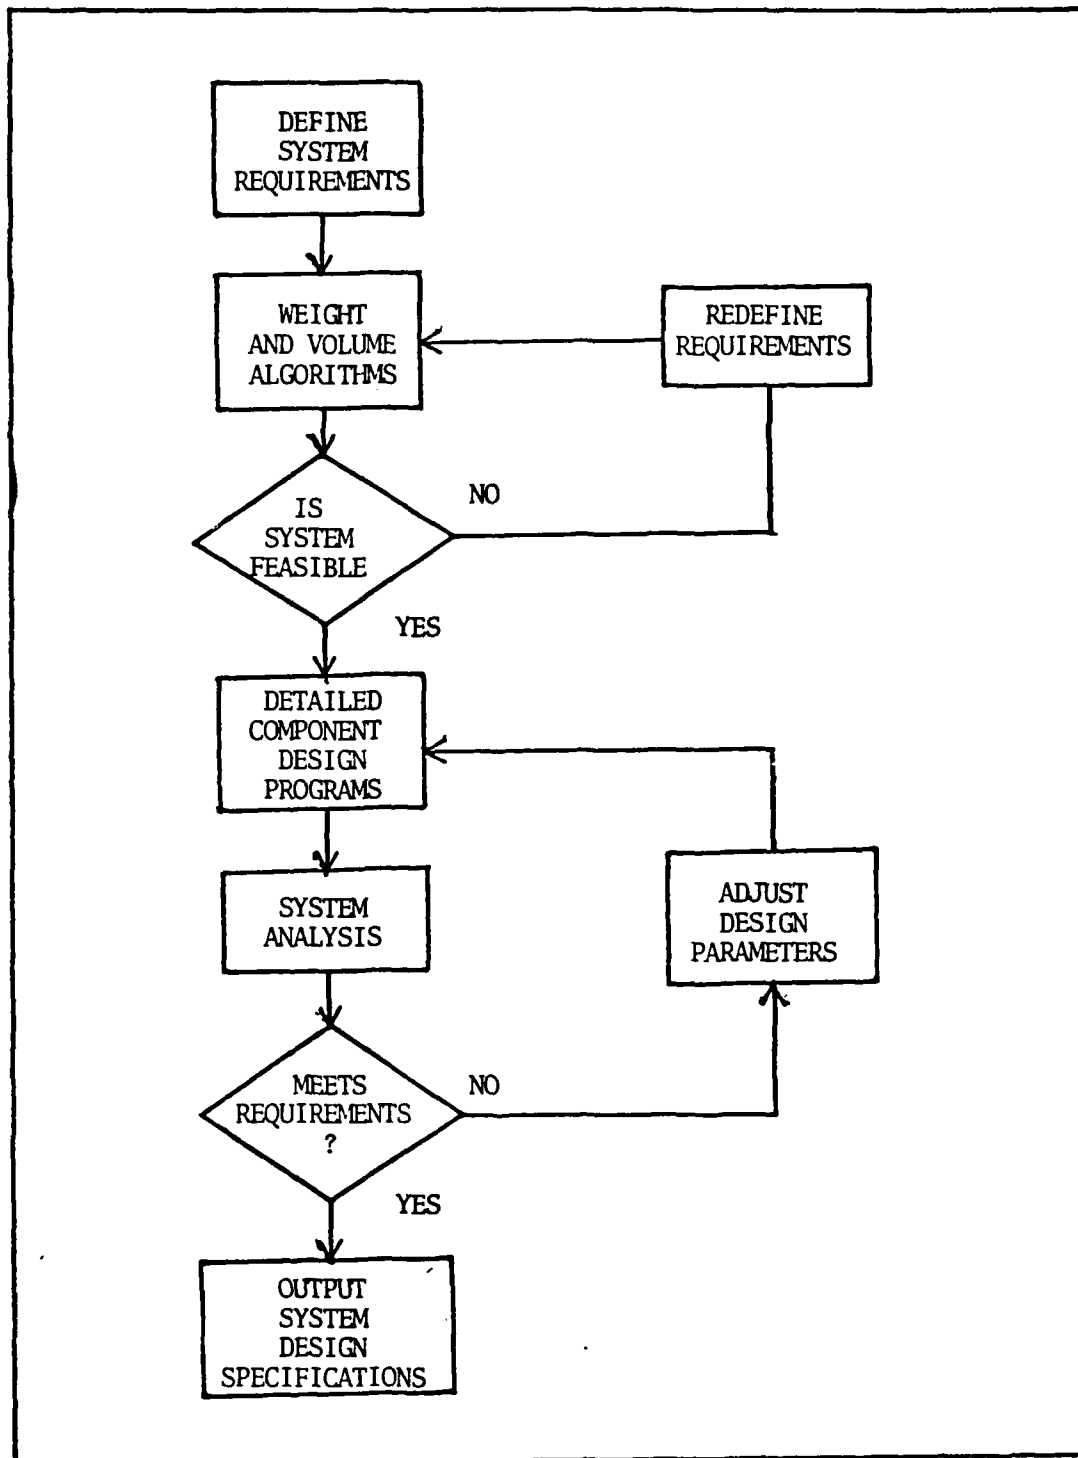 DEFINE
SYSTEM
REQUIREMENTS
WEIGHT
AND VOLUME
ALGORITHMS
REDEFINE
REQUIREMENTS
IS
SYSTEM
FEASIBLE
NO
YES
DETAILED
COMPONENT
DESIGN
PROGRAMS
SYSTEM
ANALYSIS
ADJUST
DESIGN
PARAMETERS
MEETS
REQUIREMENTS
?
NO
YES
OUTPUT
SYSTEM
DESIGN
SPECIFICATIONS